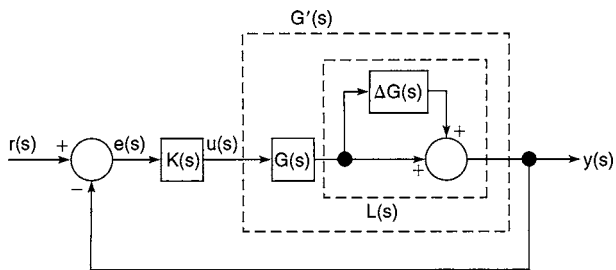 G'(s)
ΔG(s)
r(s) + e(s) K(s) u(s) G(s) + + y(s)
−
L(s)